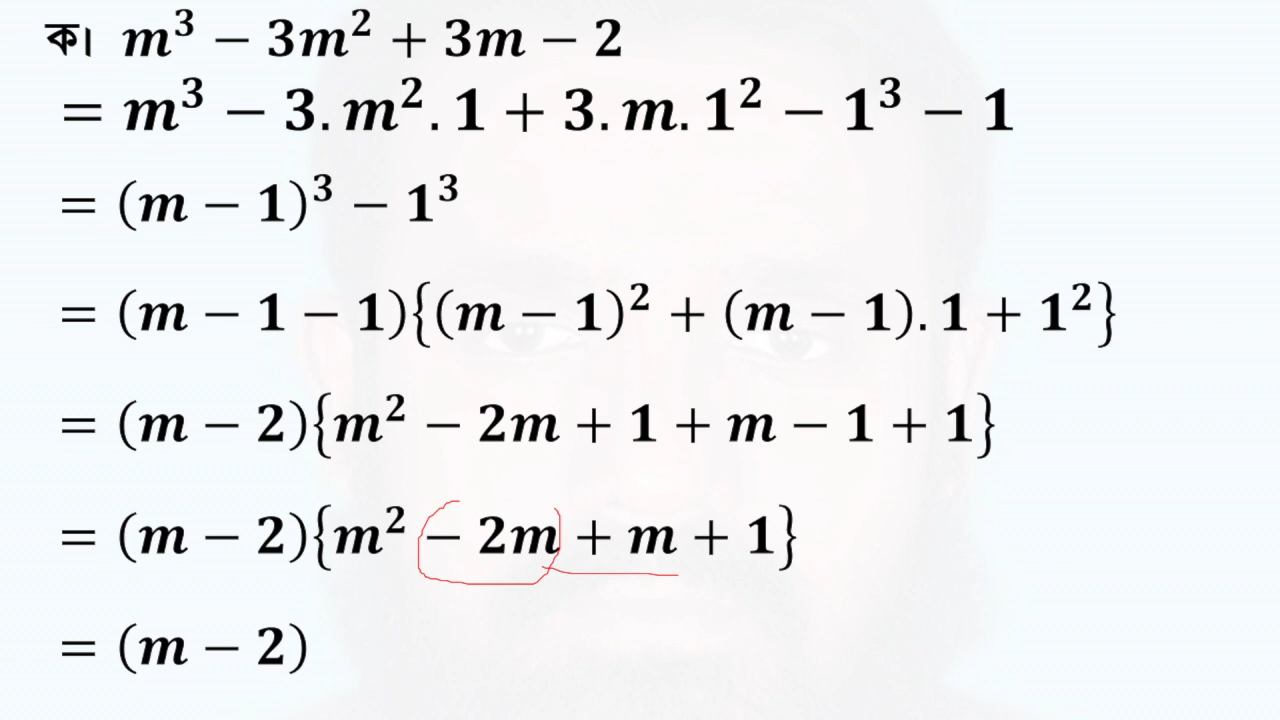 ক। m³ − 3m² + 3m − 2
= m³ − 3.m².1 + 3.m.1² − 1³ − 1
= (m − 1)³ − 1³
= (m − 1 − 1){(m − 1)² + (m − 1).1 + 1²}
= (m − 2){m² − 2m + 1 + m − 1 + 1}
= (m − 2){m² − 2m + m + 1}
= (m − 2)